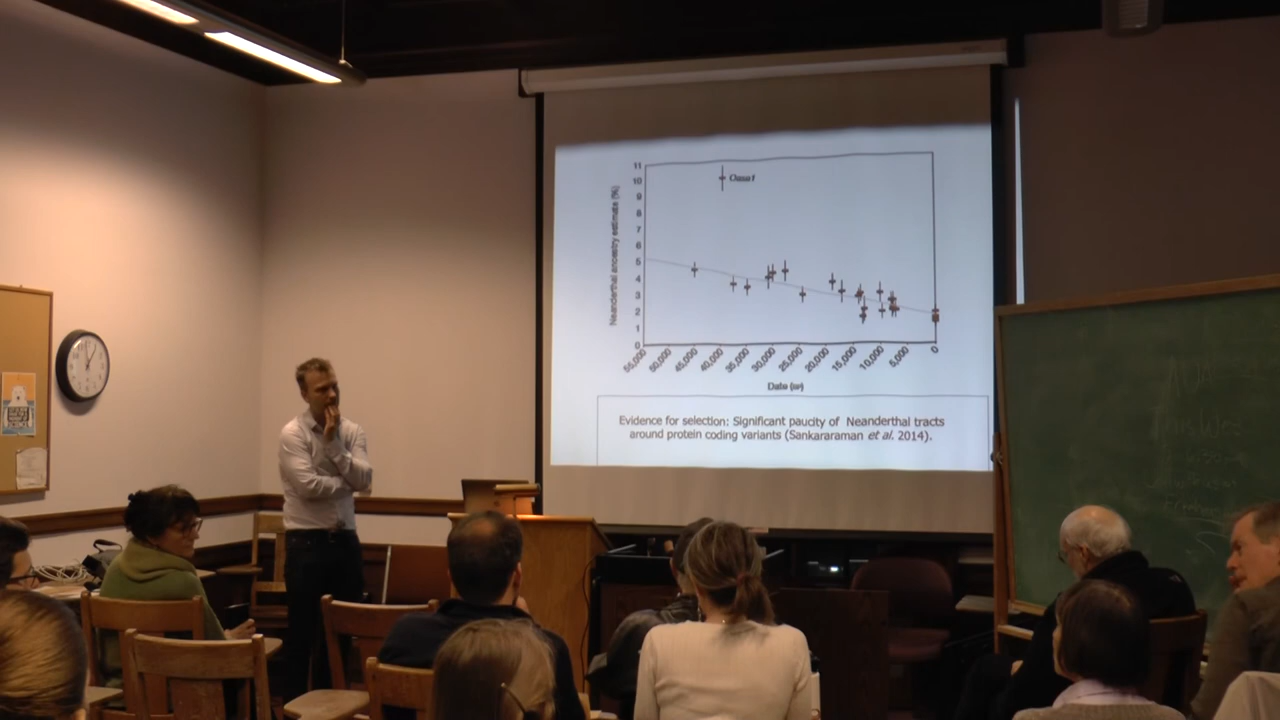 11
10
Oase1
9
8
7
6
5
4
3
2
1
0
Neanderthal ancestry estimate (%)
55,000 50,000 45,000 40,000 35,000 30,000 25,000 20,000 15,000 10,000 5,000 0
Date (bp)
Evidence for selection: Significant paucity of Neanderthal tracts
around protein coding variants (Sankararaman et al. 2014).